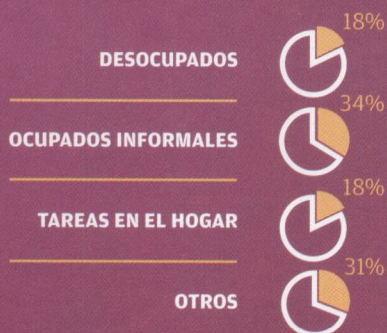 18%
DESOCUPADOS
34%
OCUPADOS INFORMALES
18%
TAREAS EN EL HOGAR
31%
OTROS